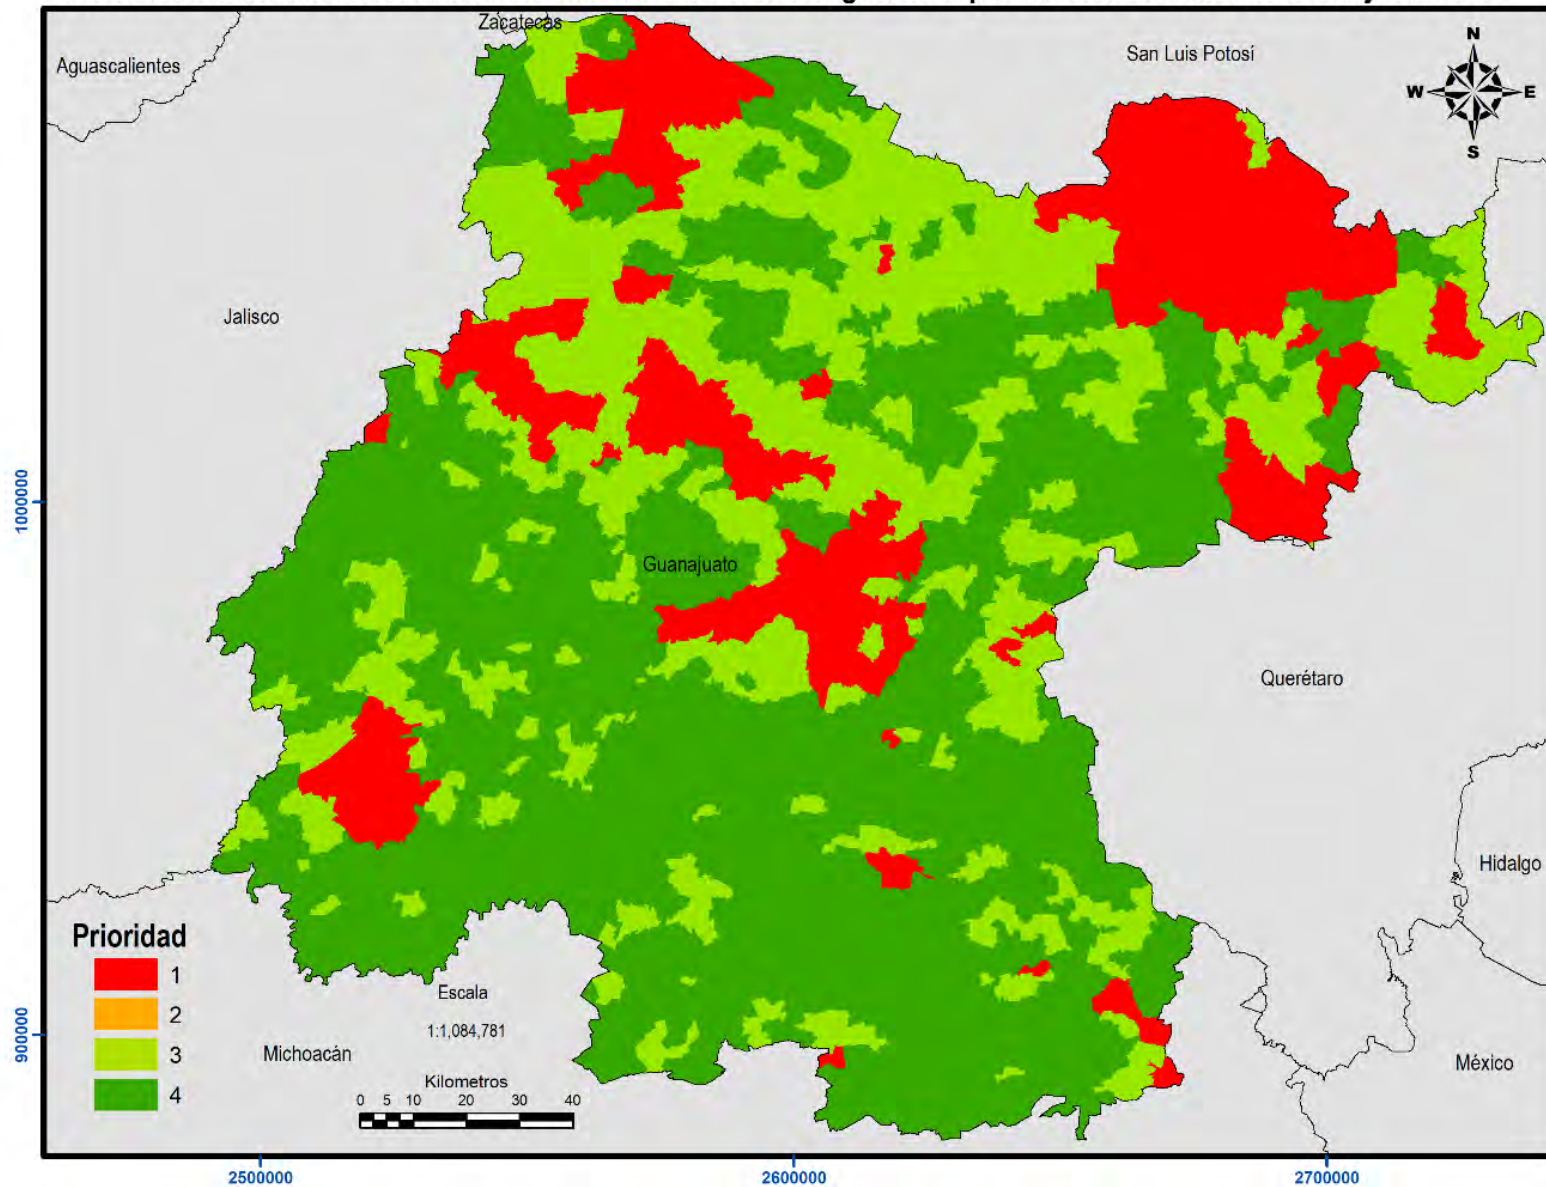 Zacatecas
Aguascalientes
San Luis Potosí
N
W
E
S
Jalisco
1000000
Guanajuato
Querétaro
Hidalgo
Prioridad
1
2
3
4
Escala
1:1,084,781
Kilometros
0 5 10 20 30 40
Michoacán
900000
México
2500000
2600000
2700000